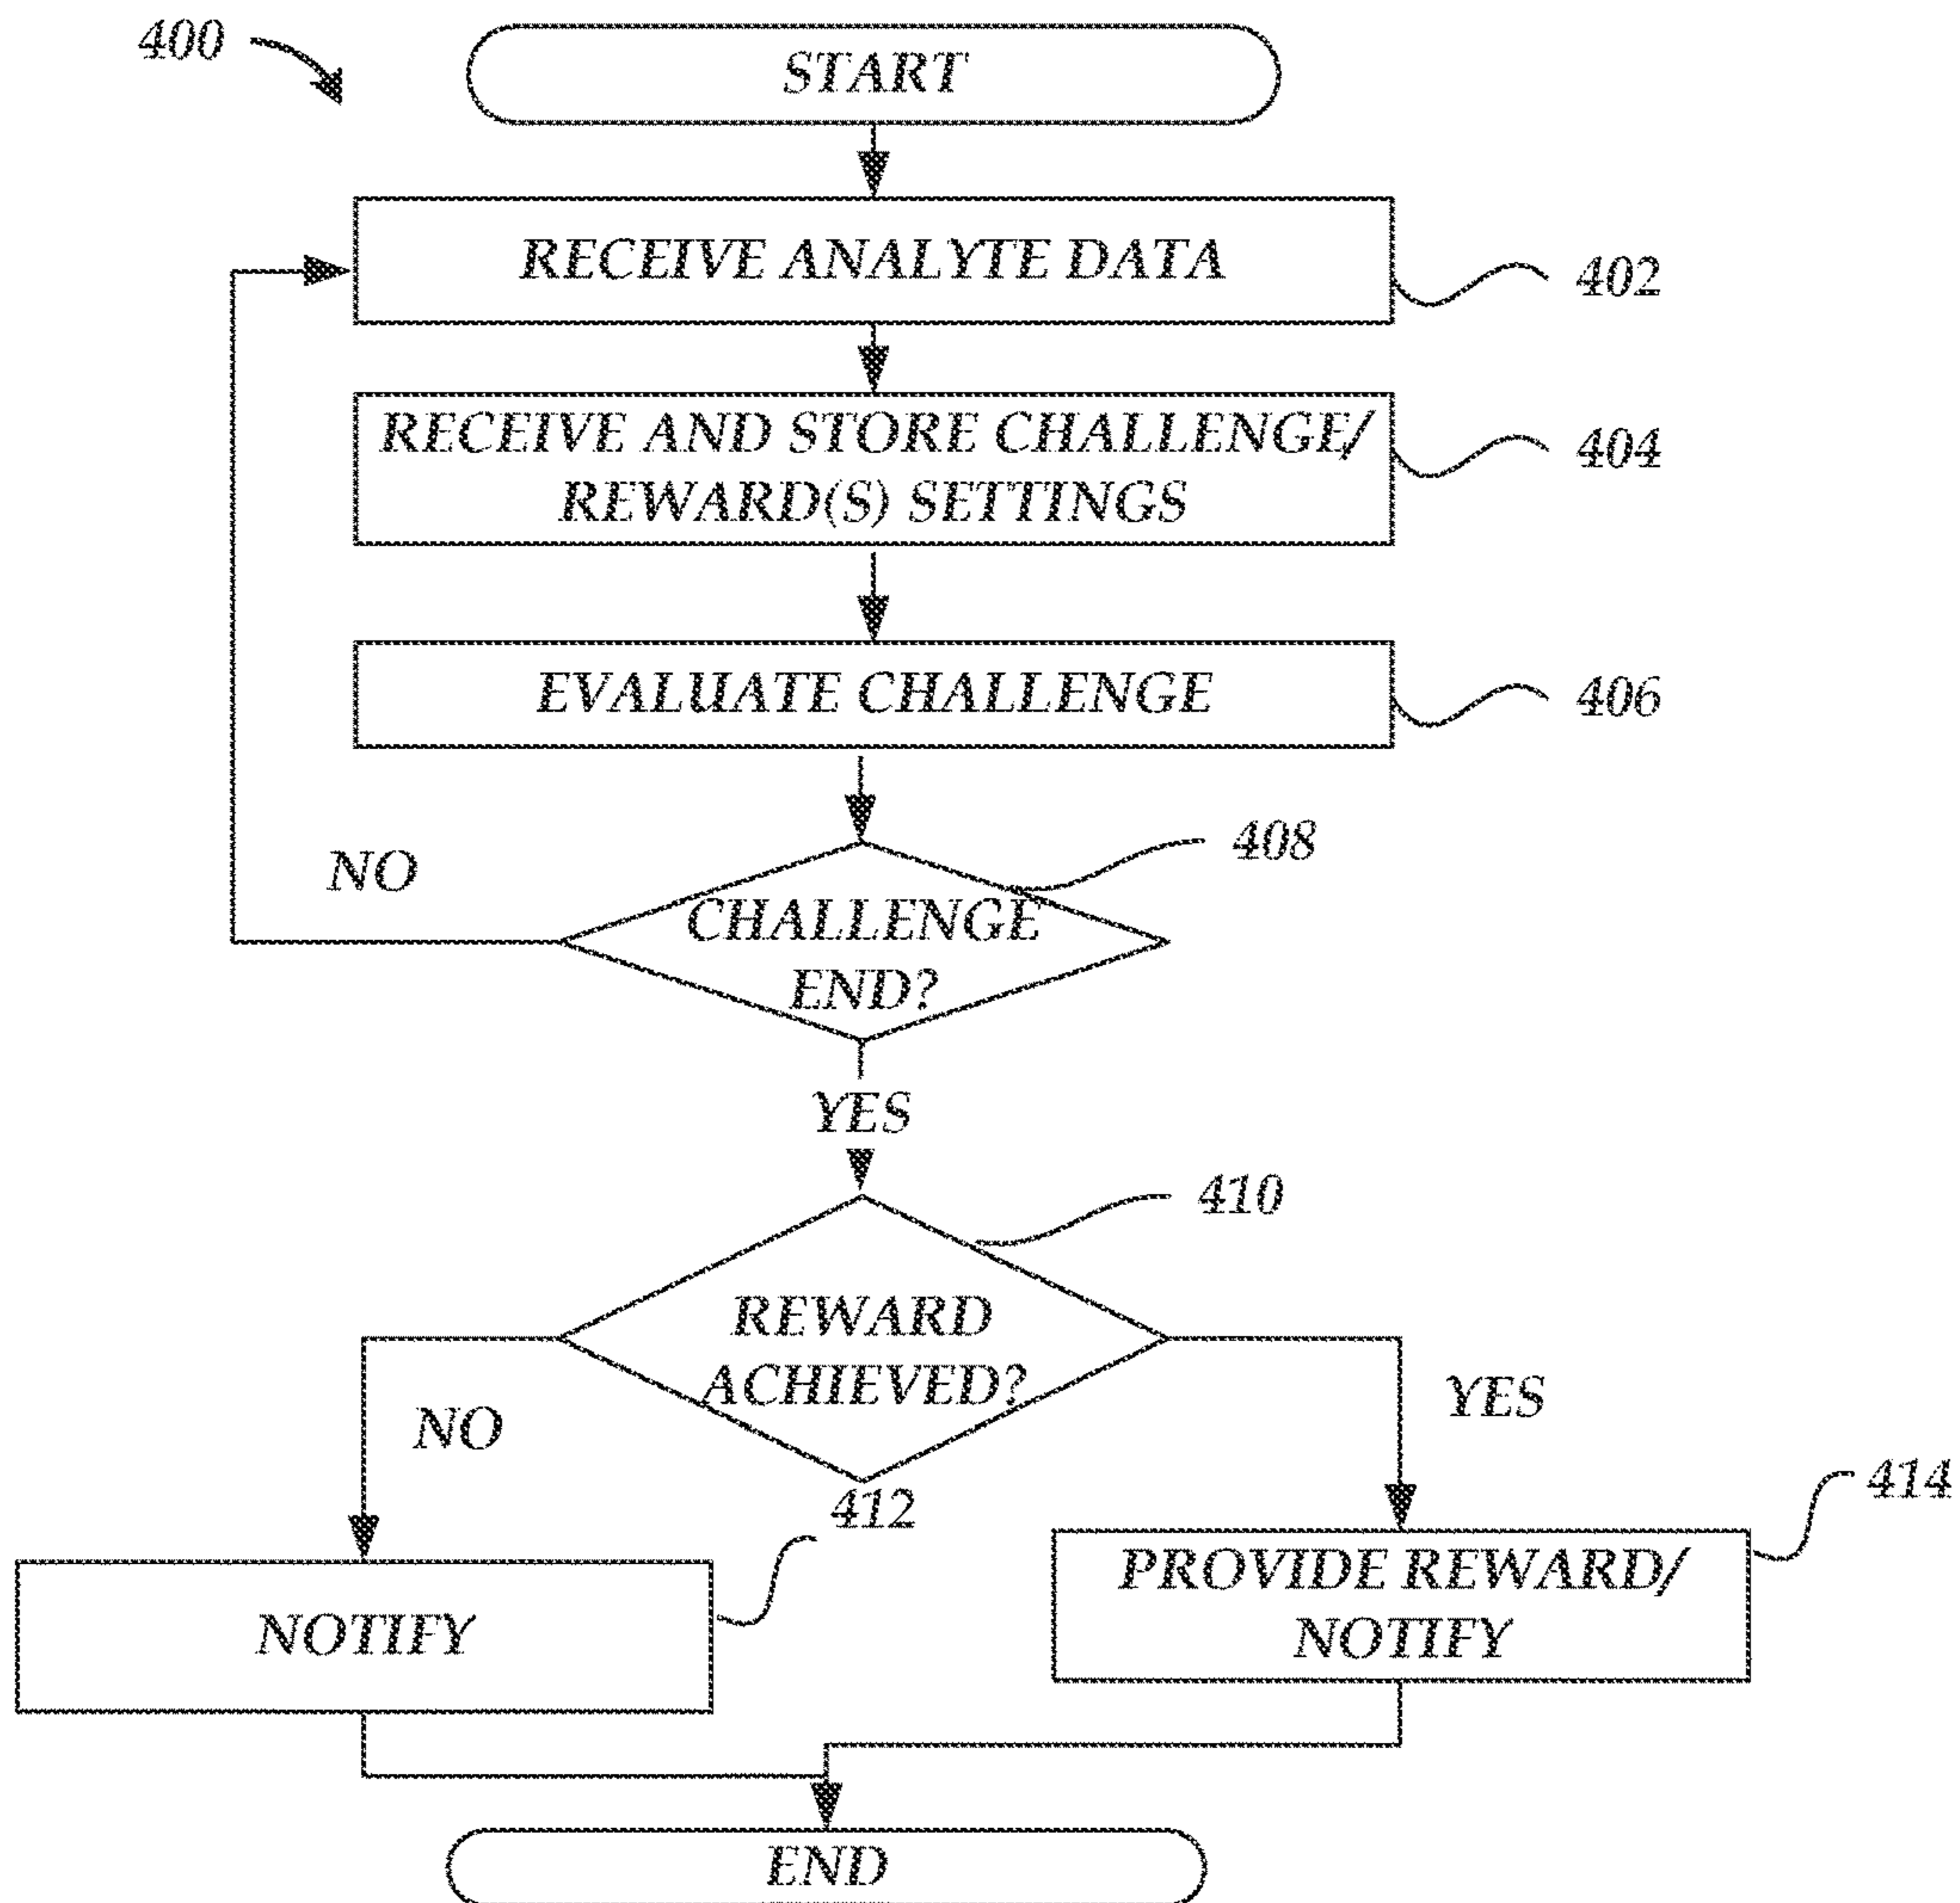 400
START
RECEIVE ANALYTE DATA
402
RECEIVE AND STORE CHALLENGE/
REWARD(S) SETTINGS
404
EVALUATE CHALLENGE
406
408
NO
CHALLENGE
END?
YES
410
REWARD
ACHIEVED?
NO
YES
412
414
NOTIFY
PROVIDE REWARD/
NOTIFY
END